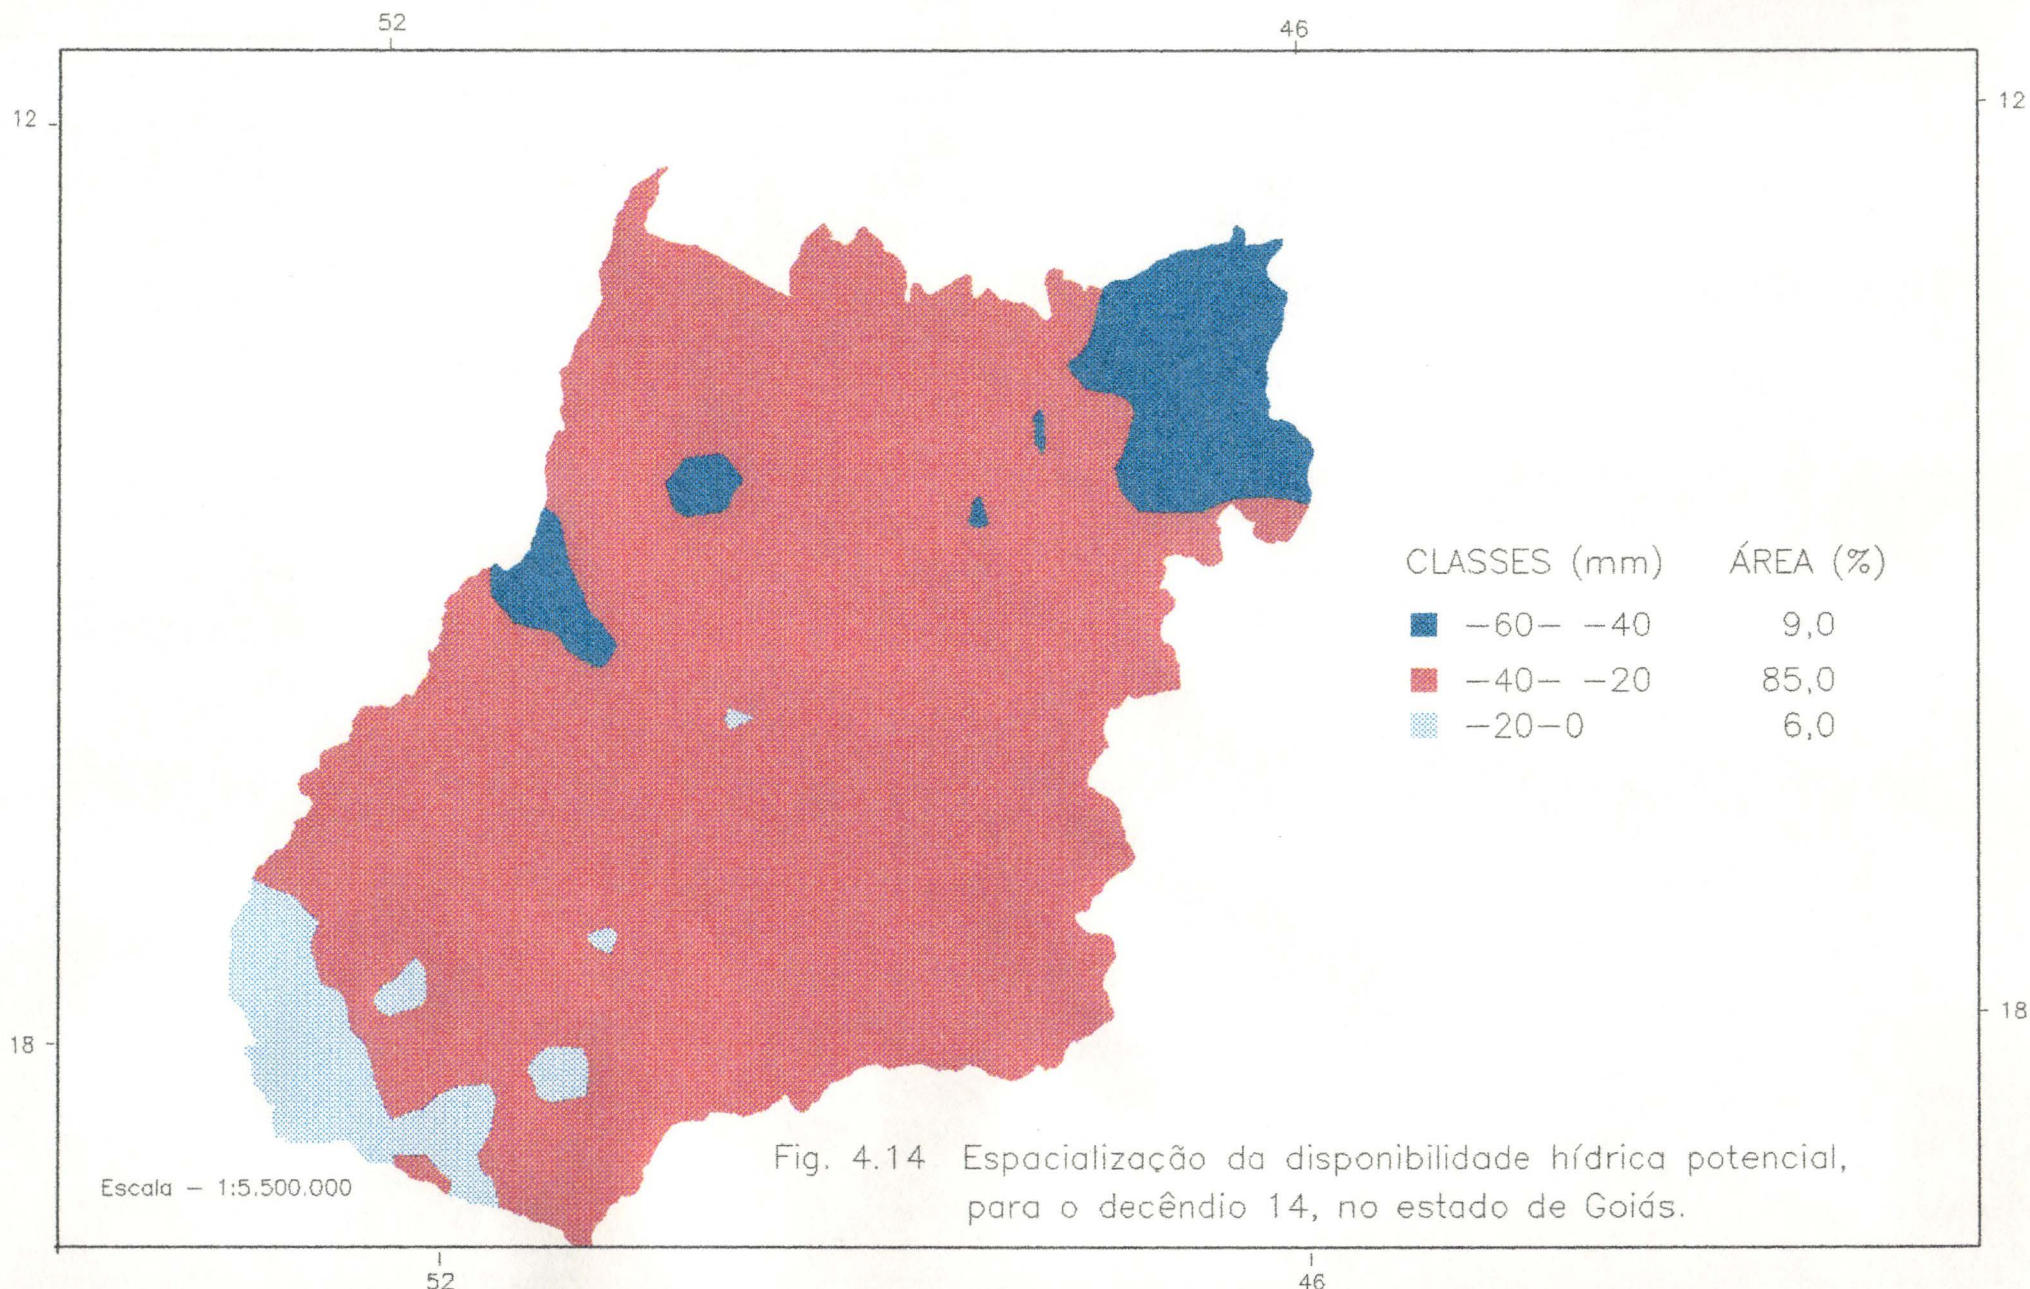 52 46
12 12
CLASSES (mm) ÁREA (%)
−60− −40 9,0
−40− −20 85,0
−20−0 6,0
18 18
Fig. 4.14 Espacialização da disponibilidade hídrica potencial,
para o decêndio 14, no estado de Goiás.
Escala − 1:5.500.000
52 46